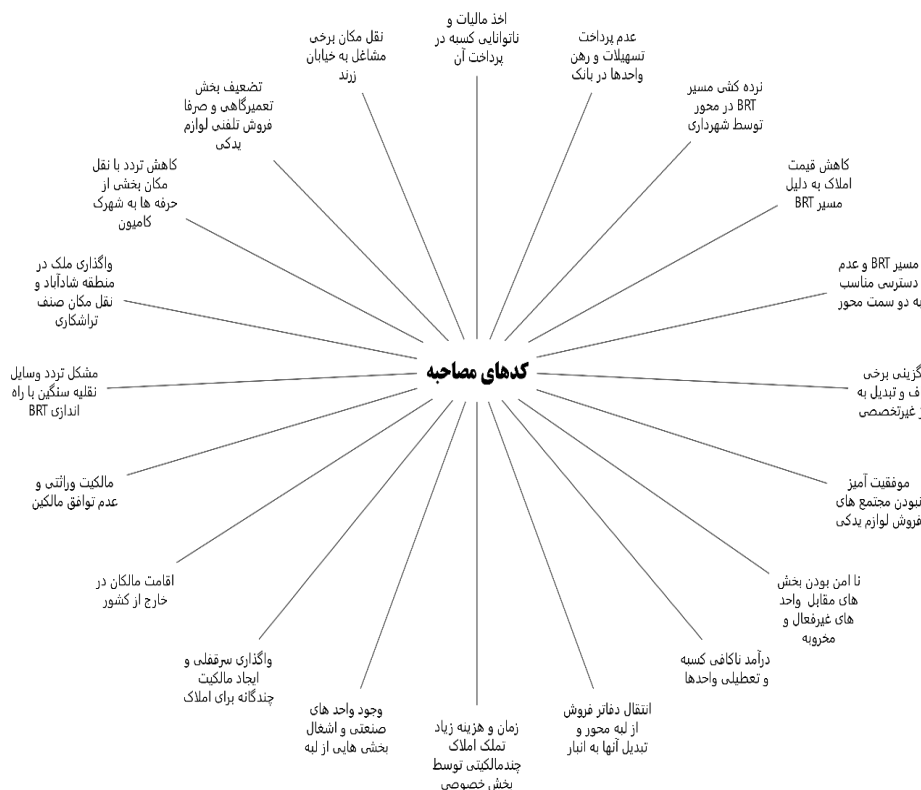 اخذ مالیات و
ناتوانایی کسبه در
پرداخت آن
عدم پرداخت
تسهیلات و رهن
واحدها در بانک
نرده کشی مسیر
BRT در محور
توسط شهرداری
کاهش قیمت
املاک به دلیل
مسیر BRT
مسیر BRT و عدم
دسترسی مناسب
به دو سمت محور
گزینی برخی
ف و تبدیل به
ز غیرتخصصی
موفقیت آمیز
نبودن مجتمع های
فروش لوازم یدکی
نا امن بودن بخش
های مقابل واحد
های غیرفعال و
مخروبه
درآمد ناکافی کسبه
و تعطیلی واحدها
انتقال دفاتر فروش
از لبه محور و
تبدیل آنها به انبار
زمان و هزینه زیاد
تملک املاک
چندمالکیتی توسط
بخش خصوصی
وجود واحد های
صنعتی و اشغال
بخش هایی از لبه
واگذاری سرقفلی و
ایجاد مالکیت
چندگانه برای املاک
اقامت مالکان در
خارج از کشور
مالکیت وراثتی و
عدم توافق مالکین
مشکل تردد وسایل
نقلیه سنگین با راه
اندازی BRT
واگذاری ملک در
منطقه شادآباد و
نقل مکان صنف
تراشکاری
کاهش تردد با نقل
مکان بخشی از
حرفه ها به شهرک
کامیون
تضعیف بخش
تعمیرگاهی و صرفا
فروش تلفنی لوازم
یدکی
نقل مکان برخی
مشاغل به خیابان
زرند
کدهای مصاحبه